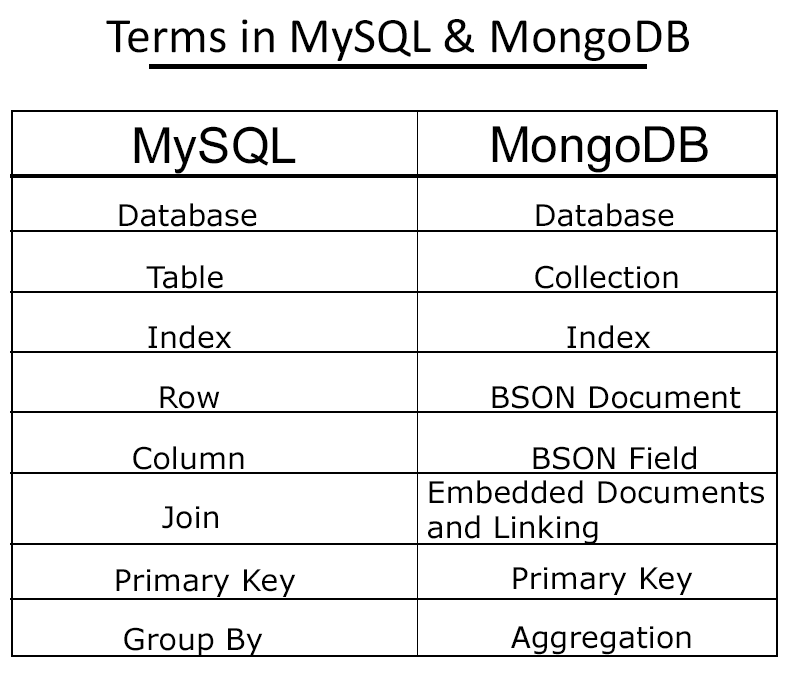 Terms in MySQL & MongoDB
MySQL MongoDB
Database Database
Table Collection
Index Index
Row BSON Document
Column BSON Field
Join Embedded Documents
and Linking
Primary Key Primary Key
Group By Aggregation